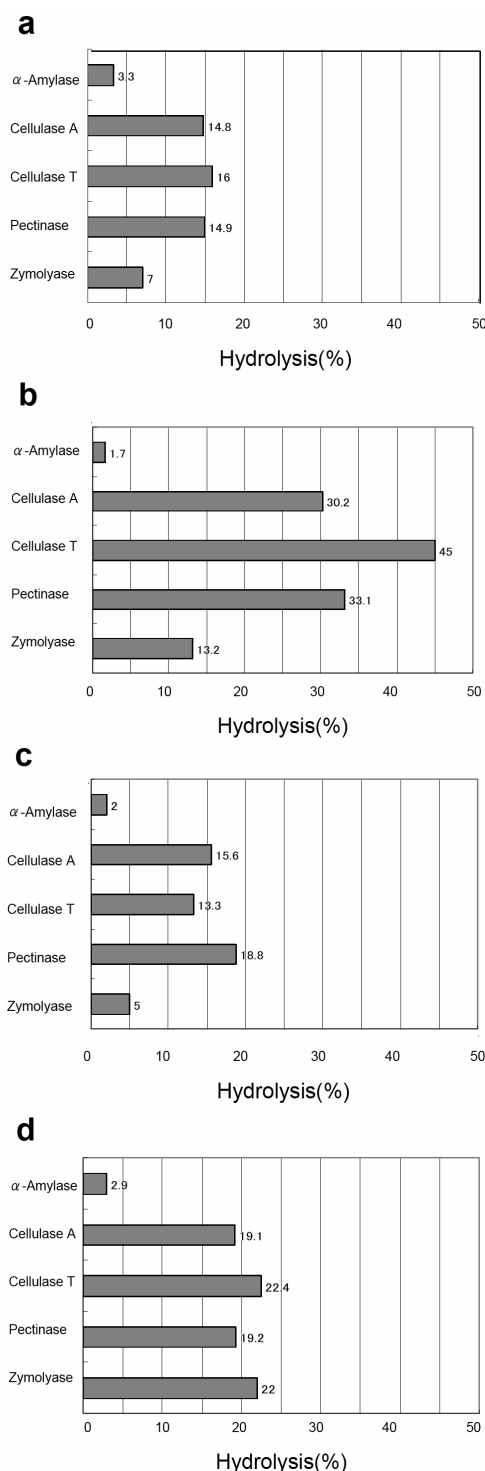 a
α-Amylase 3.3
Cellulase A 14.8
Cellulase T 16
Pectinase 14.9
Zymolyase 7
0 10 20 30 40 50
Hydrolysis(%)
b
α-Amylase 1.7
Cellulase A 30.2
Cellulase T 45
Pectinase 33.1
Zymolyase 13.2
0 10 20 30 40 50
Hydrolysis(%)
c
α-Amylase 2
Cellulase A 15.6
Cellulase T 13.3
Pectinase 18.8
Zymolyase 5
0 10 20 30 40 50
Hydrolysis(%)
d
α-Amylase 2.9
Cellulase A 19.1
Cellulase T 22.4
Pectinase 19.2
Zymolyase 22
0 10 20 30 40 50
Hydrolysis(%)